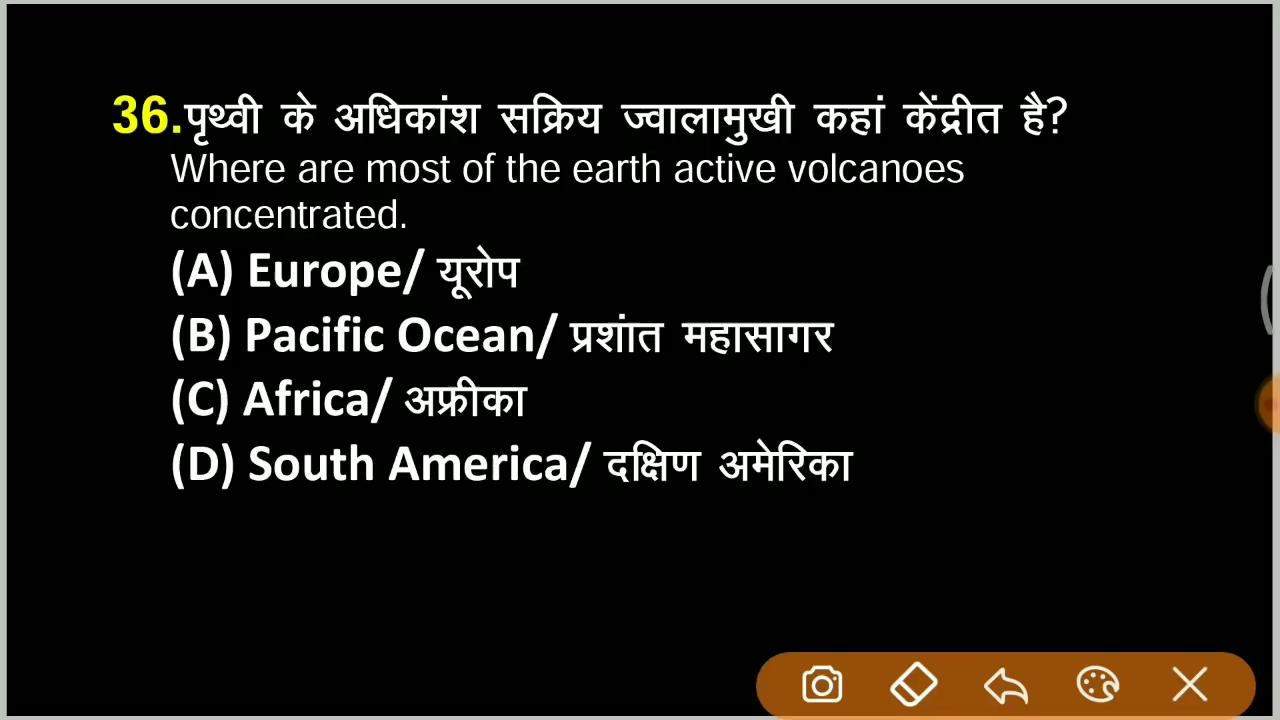 36.पृथ्वी के अधिकांश सक्रिय ज्वालामुखी कहां केंद्रीत है?
Where are most of the earth active volcanoes
concentrated.
(A) Europe/ यूरोप
(B) Pacific Ocean/ प्रशांत महासागर
(C) Africa/ अफ्रीका
(D) South America/ दक्षिण अमेरिका